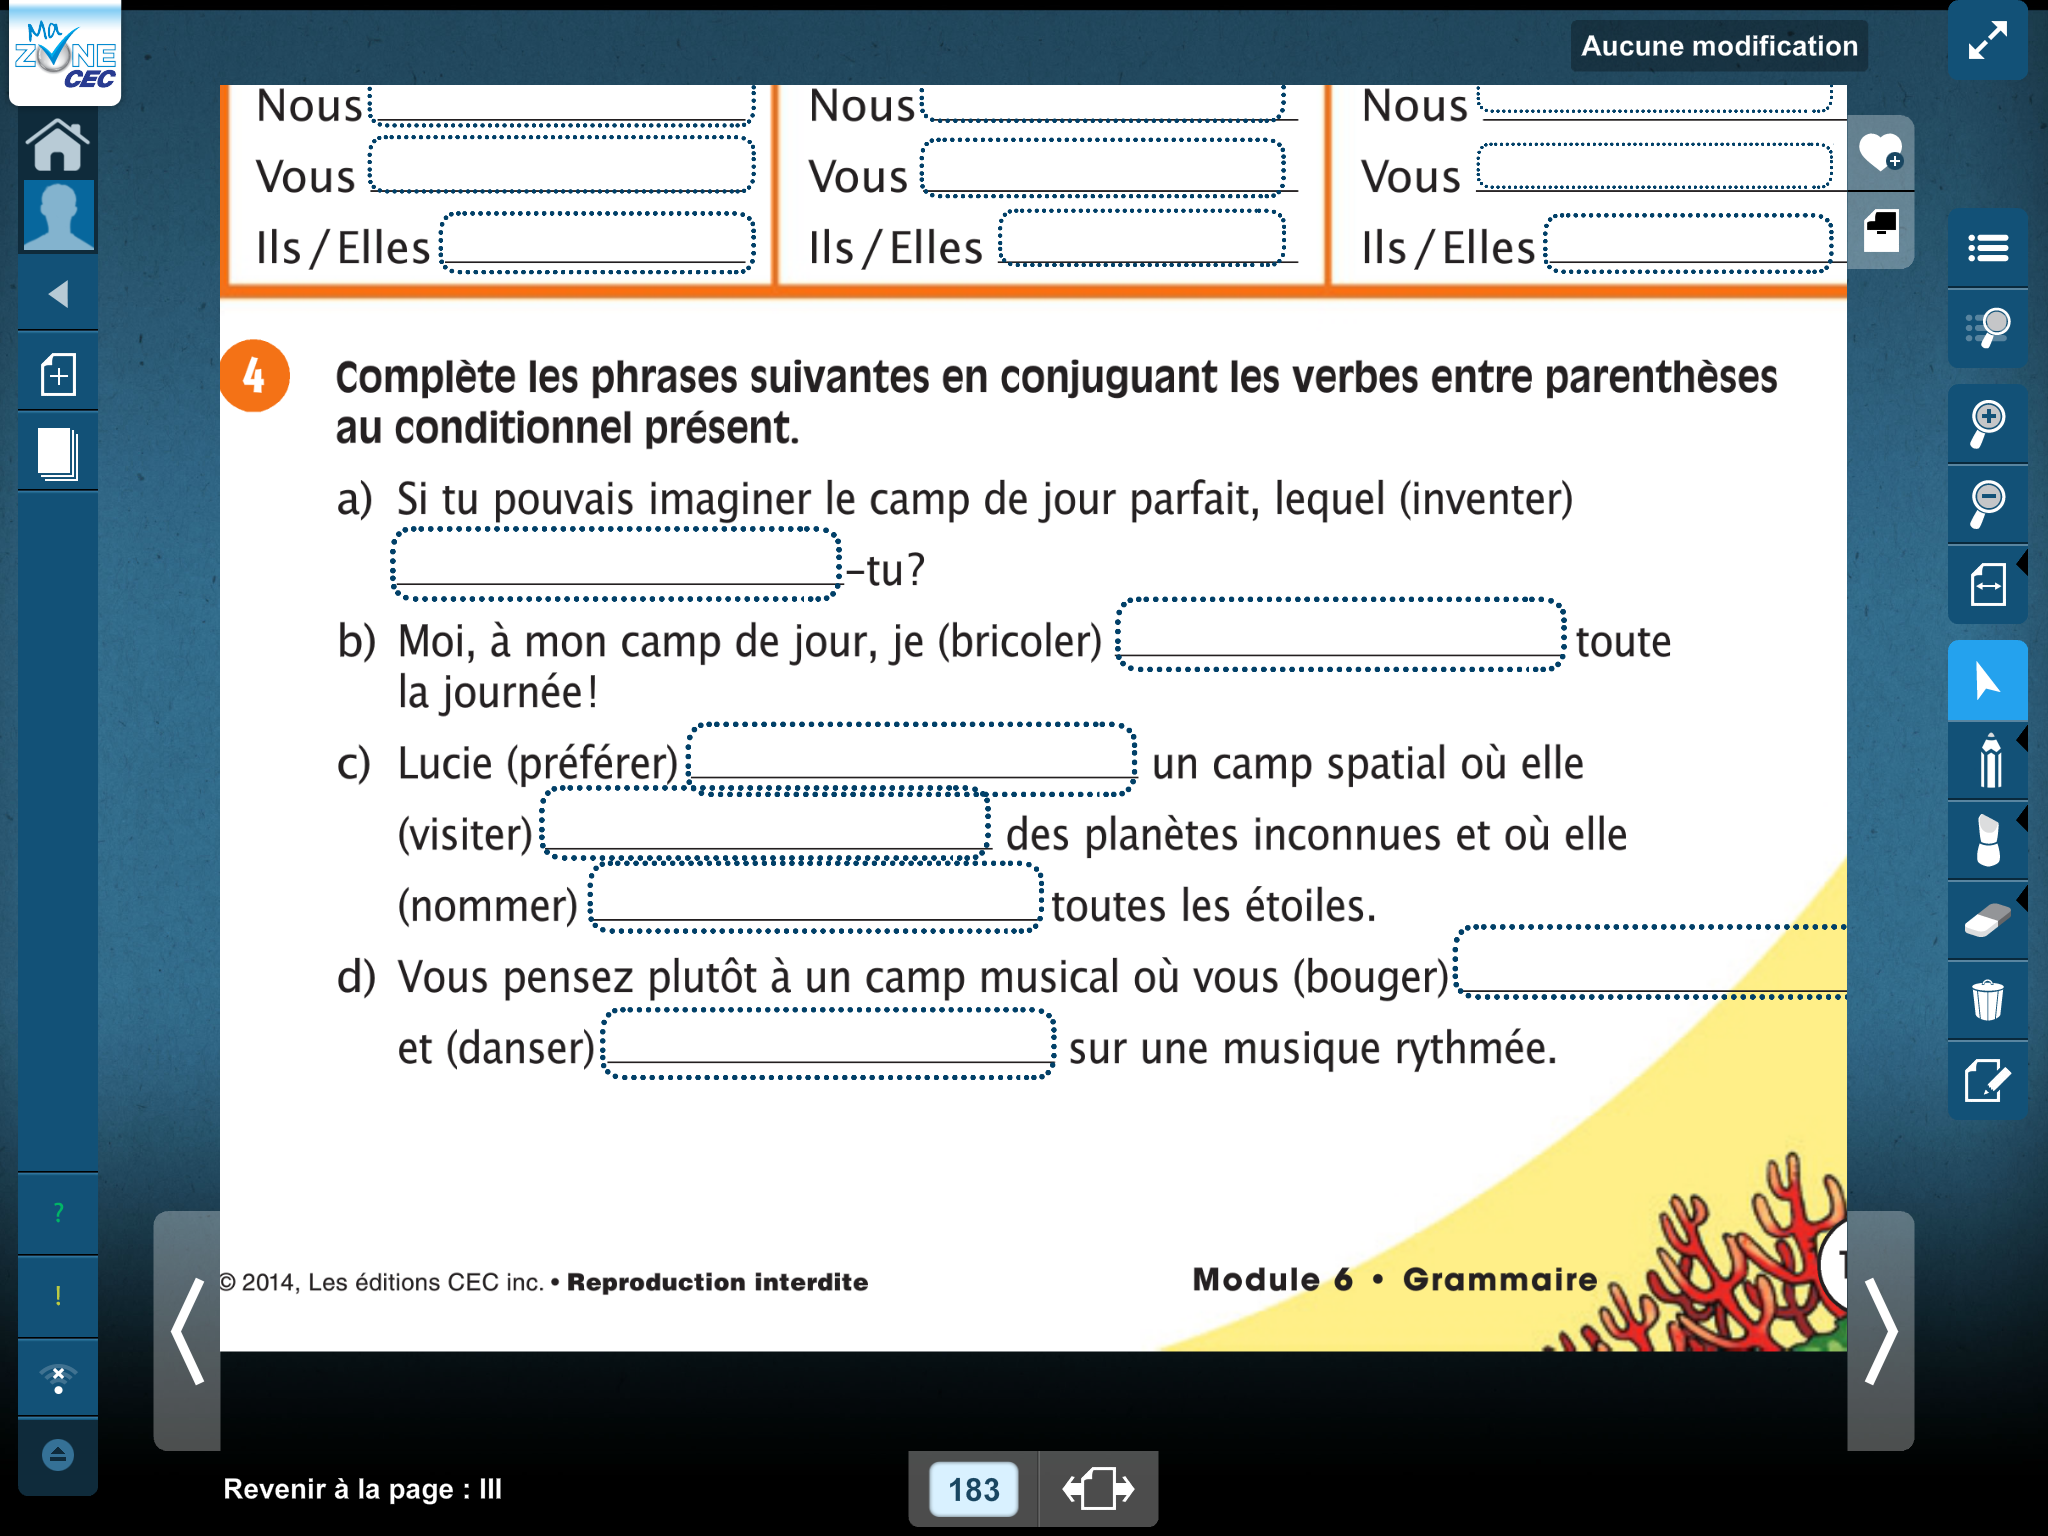 Ma
ZONE
CEC
Aucune modification
Nous Nous Nous
Vous Vous Vous
Ils / Elles Ils / Elles Ils / Elles
4 Complète les phrases suivantes en conjuguant les verbes entre parenthèses
au conditionnel présent.
a) Si tu pouvais imaginer le camp de jour parfait, lequel (inventer)
–tu?
b) Moi, à mon camp de jour, je (bricoler) toute
la journée!
c) Lucie (préférer) un camp spatial où elle
(visiter) des planètes inconnues et où elle
(nommer) toutes les étoiles.
d) Vous pensez plutôt à un camp musical où vous (bouger)
et (danser) sur une musique rythmée.
?
!
© 2014, Les éditions CEC inc. • Reproduction interdite
Module 6 • Grammaire
Revenir à la page : III
183